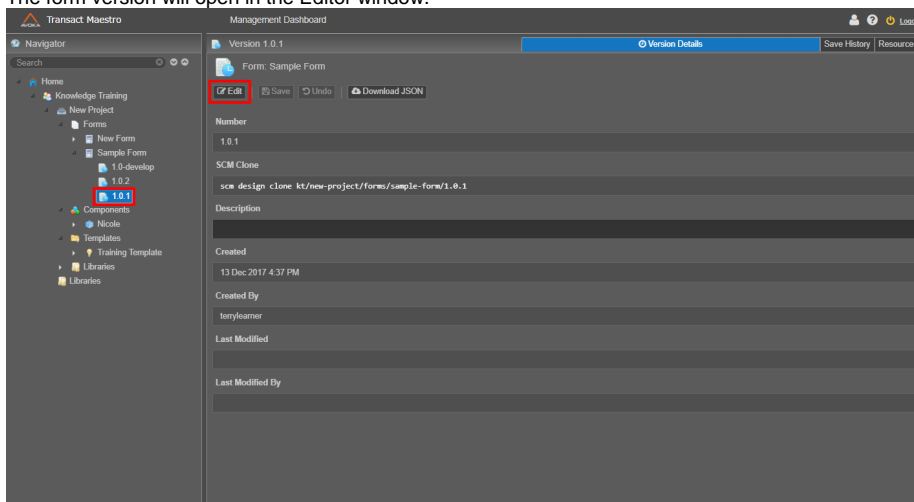 The form version will open in the Editor window.
AVOKA Transact Maestro
Management Dashboard
Navigator
Version 1.0.1
Version Details
Save History
Search
Home
Knowledge Training
New Project
Forms
New Form
Sample Form
1.0-develop
1.0.2
1.0.1
Components
Nicole
Templates
Training Template
Libraries
Libraries
Form: Sample Form
Edit
Save
Undo
Download JSON
Number
1.0.1
SCM Clone
scm design clone kt/new-project/forms/sample-form/1.0.1
Description
Created
13 Dec 2017 4:37 PM
Created By
terrylearner
Last Modified
Last Modified By